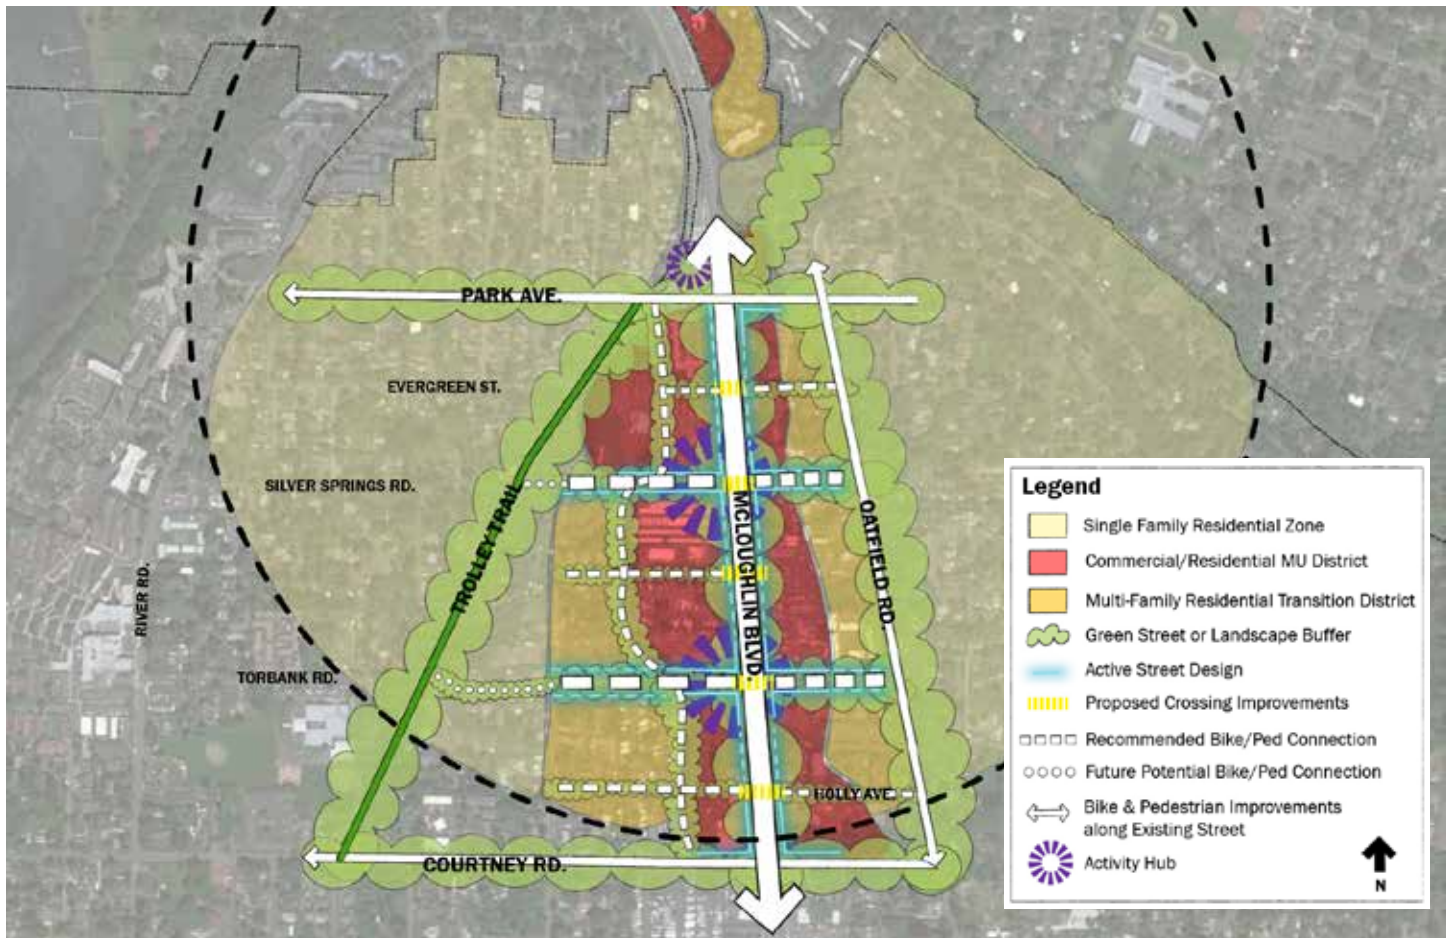 PARK AVE.
EVERGREEN ST.
SILVER SPRINGS RD.
TROLLEY TRAIL
MCLOUGHLIN BLVD.
OATFIELD RD.
RIVER RD.
TORBANK RD.
HOLLY AVE.
COURTNEY RD.
Legend
Single Family Residential Zone
Commercial/Residential MU District
Multi-Family Residential Transition District
Green Street or Landscape Buffer
Active Street Design
Proposed Crossing Improvements
Recommended Bike/Ped Connection
Future Potential Bike/Ped Connection
Bike & Pedestrian Improvements
along Existing Street
Activity Hub
N